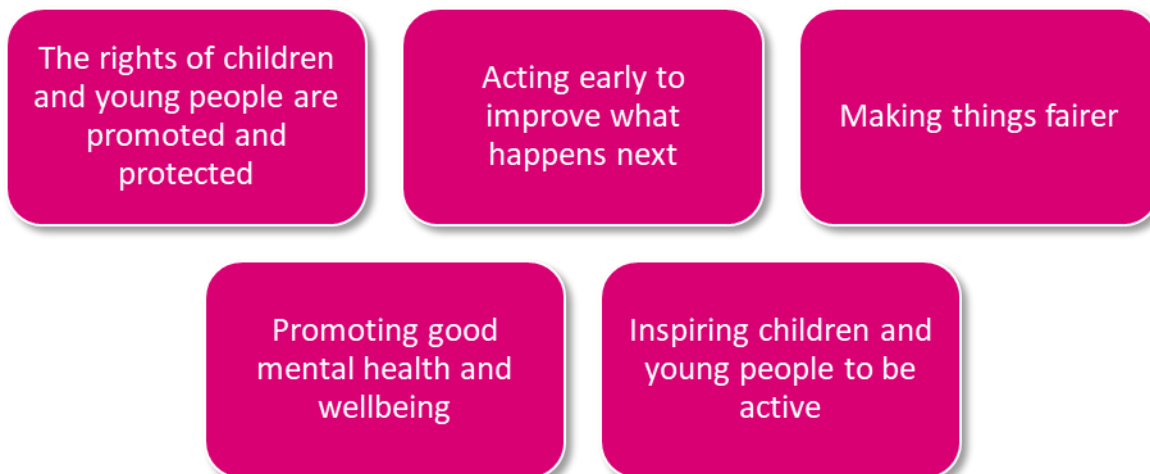 The rights of children
and young people are
promoted and
protected
Acting early to
improve what
happens next
Making things fairer
Promoting good
mental health and
wellbeing
Inspiring children and
young people to be
active